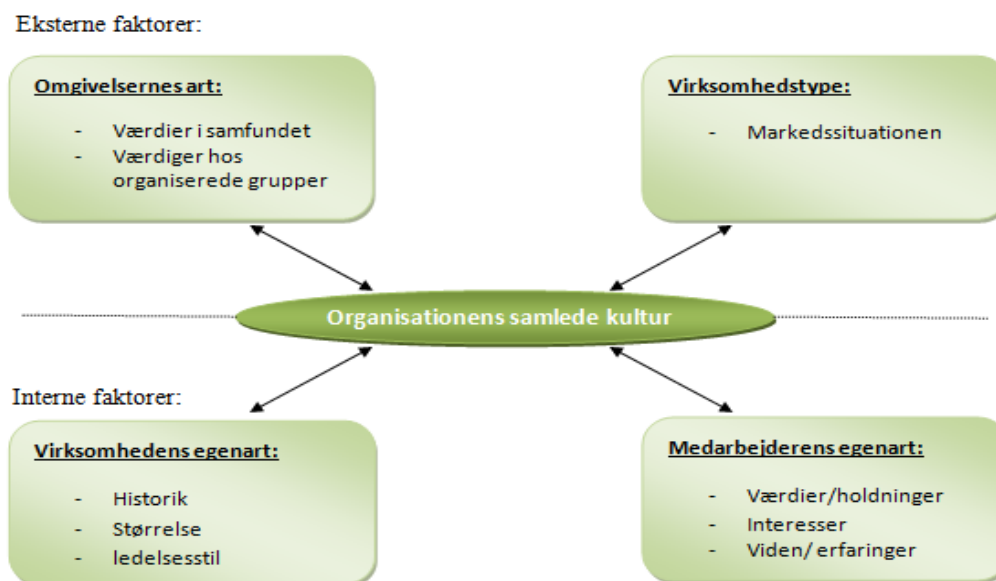 Eksterne faktorer:
Omgivelsernes art:
- Værdier i samfundet
- Værdiger hos
organiserede grupper
Virksomhedstype:
- Markedssituationen
Organisationens samlede kultur
Interne faktorer:
Virksomhedens egenart:
- Historik
- Størrelse
- ledelsesstil
Medarbejderens egenart:
- Værdier/holdninger
- Interesser
- Viden/ erfaringer